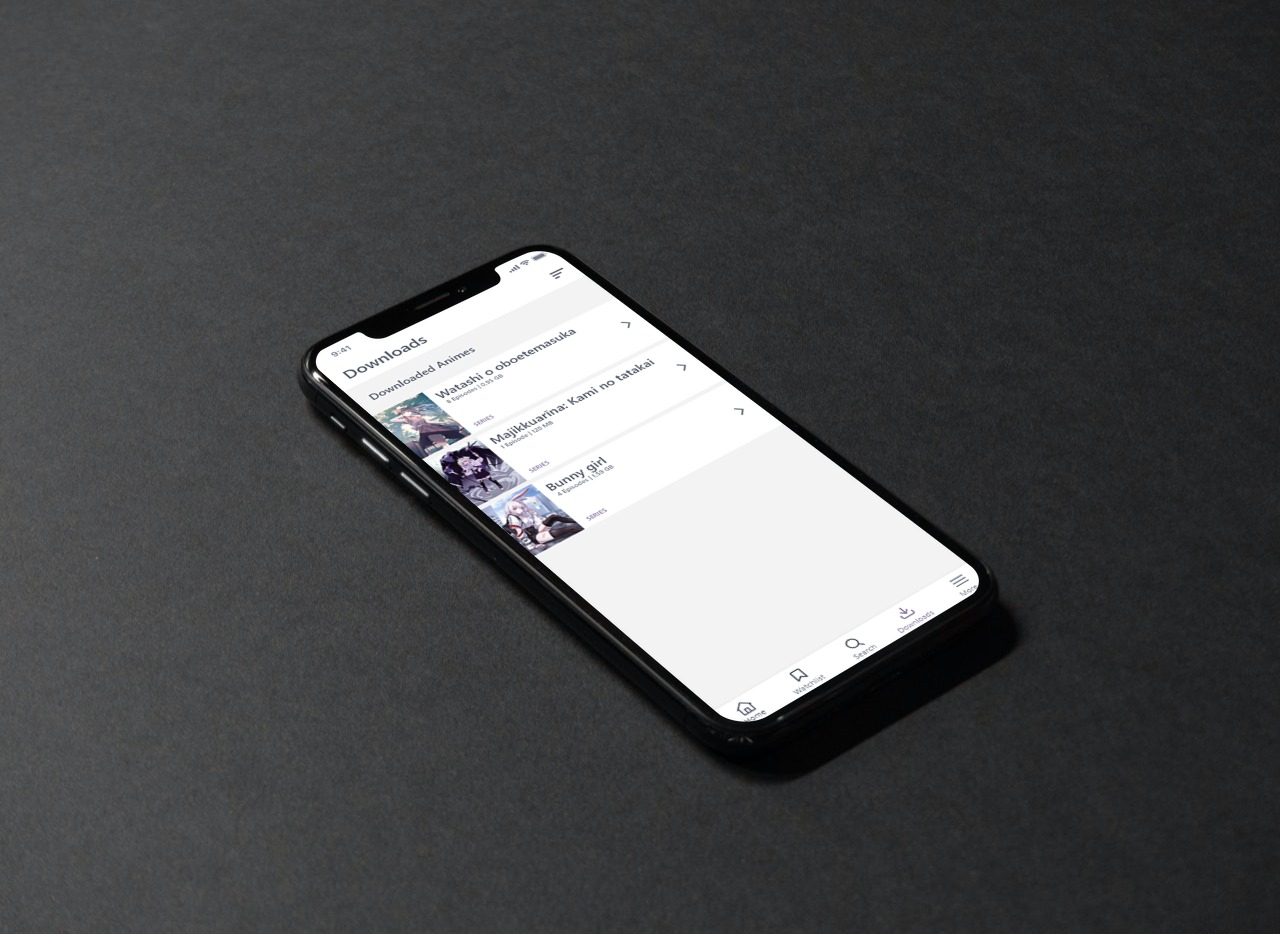 9:41
Downloads
Downloaded Animes
Watashi o oboetemasuka
8 Episodes | 0.95 GB
SERIES
Majikkuarina: Kami no tatakai
1 Episode | 120 MB
SERIES
Bunny girl
4 Episodes | 1.59 GB
SERIES
Home
Watchlist
Search
Downloads
More